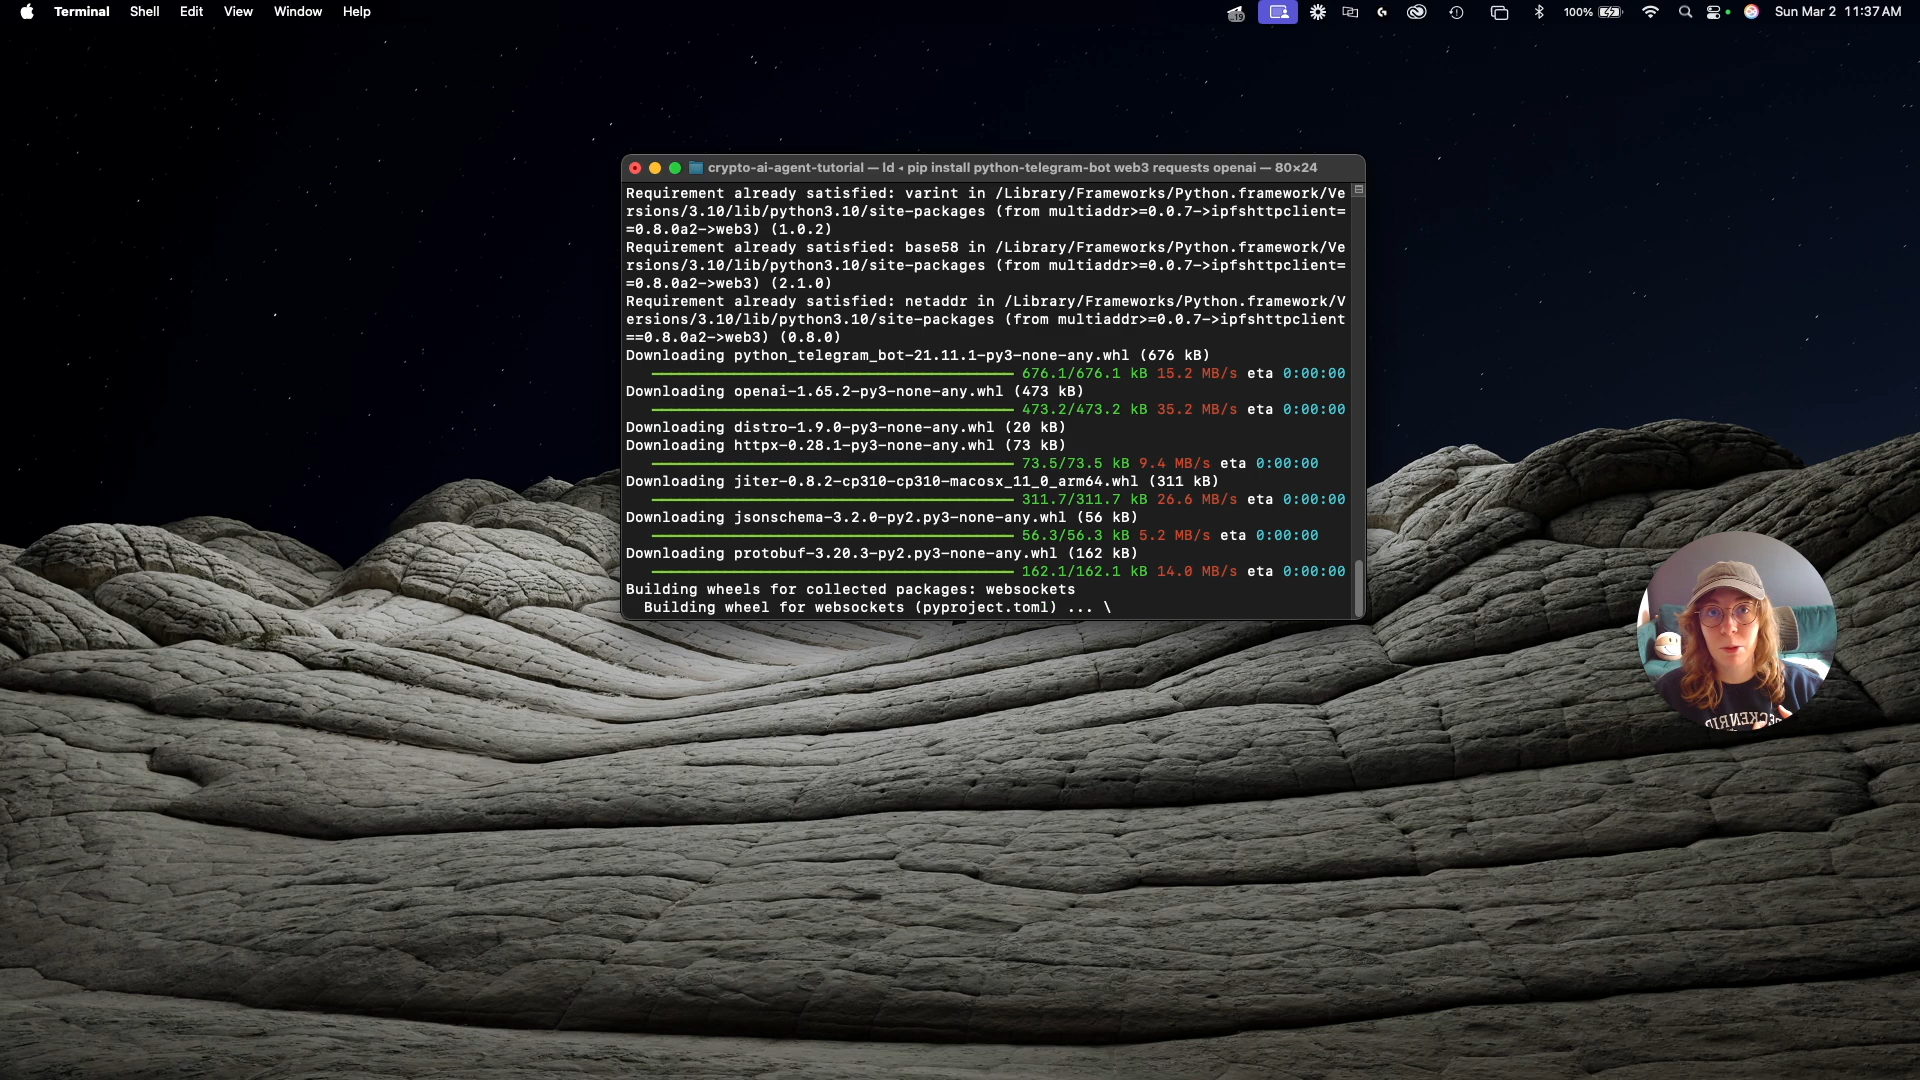 Terminal Shell Edit View Window Help
19
100%
Sun Mar 2 11:37 AM
crypto-ai-agent-tutorial — ld ◂ pip install python-telegram-bot web3 requests openai — 80×24
Requirement already satisfied: varint in /Library/Frameworks/Python.framework/Ve
rsions/3.10/lib/python3.10/site-packages (from multiaddr>=0.0.7->ipfshttpclient=
=0.8.0a2->web3) (1.0.2)
Requirement already satisfied: base58 in /Library/Frameworks/Python.framework/Ve
rsions/3.10/lib/python3.10/site-packages (from multiaddr>=0.0.7->ipfshttpclient=
=0.8.0a2->web3) (2.1.0)
Requirement already satisfied: netaddr in /Library/Frameworks/Python.framework/V
ersions/3.10/lib/python3.10/site-packages (from multiaddr>=0.0.7->ipfshttpclient
==0.8.0a2->web3) (0.8.0)
Downloading python_telegram_bot-21.11.1-py3-none-any.whl (676 kB)
676.1/676.1 kB 15.2 MB/s eta 0:00:00
Downloading openai-1.65.2-py3-none-any.whl (473 kB)
473.2/473.2 kB 35.2 MB/s eta 0:00:00
Downloading distro-1.9.0-py3-none-any.whl (20 kB)
Downloading httpx-0.28.1-py3-none-any.whl (73 kB)
73.5/73.5 kB 9.4 MB/s eta 0:00:00
Downloading jiter-0.8.2-cp310-cp310-macosx_11_0_arm64.whl (311 kB)
311.7/311.7 kB 26.6 MB/s eta 0:00:00
Downloading jsonschema-3.2.0-py2.py3-none-any.whl (56 kB)
56.3/56.3 kB 5.2 MB/s eta 0:00:00
Downloading protobuf-3.20.3-py2.py3-none-any.whl (162 kB)
162.1/162.1 kB 14.0 MB/s eta 0:00:00
Building wheels for collected packages: websockets
Building wheel for websockets (pyproject.toml) ... \